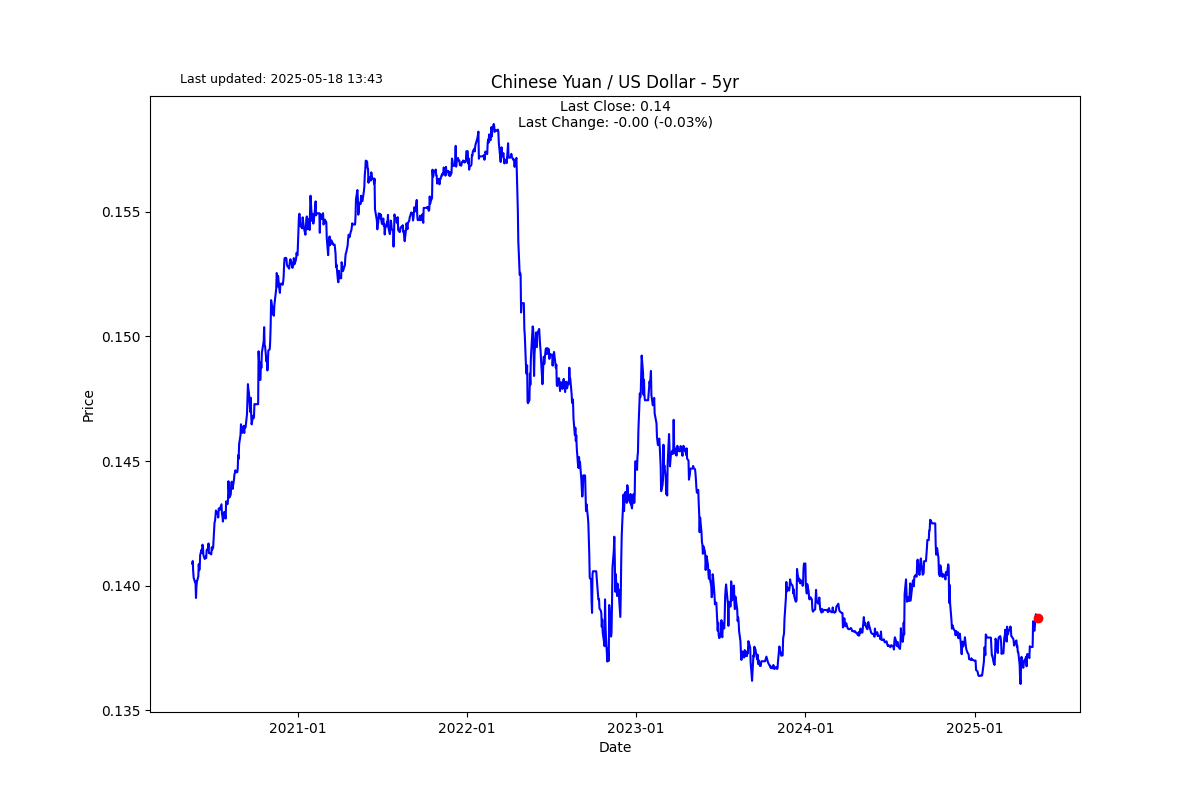 Last updated: 2025-05-18 13:43
Chinese Yuan / US Dollar - 5yr
Last Close: 0.14
Last Change: -0.00 (-0.03%)
Price
0.155
0.150
0.145
0.140
0.135
2021-01
2022-01
2023-01
2024-01
2025-01
Date